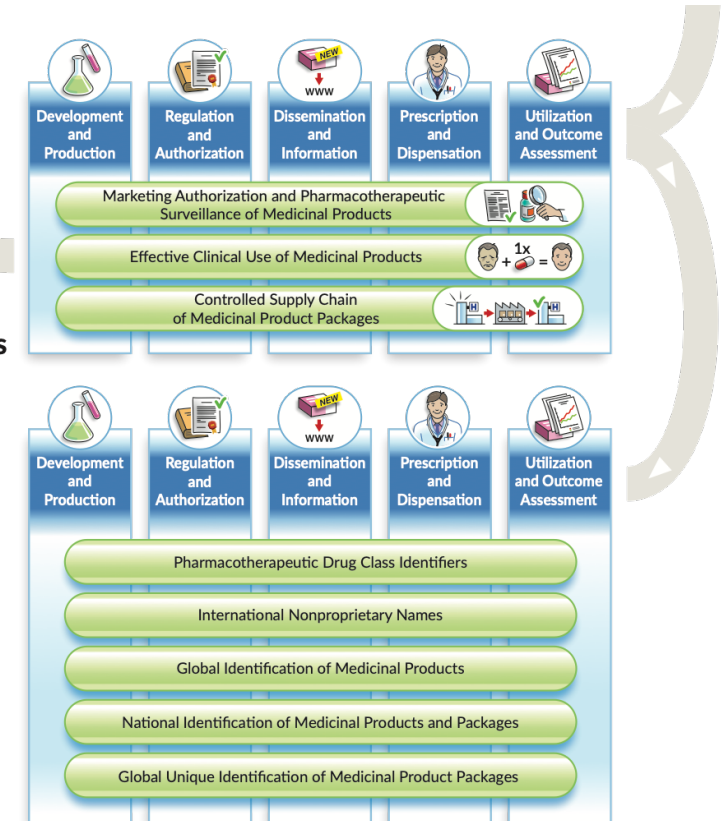 NEW
www
Development
and
Production
Regulation
and
Authorization
Dissemination
and
Information
Prescription
and
Dispensation
Utilization
and Outcome
Assessment
Marketing Authorization and Pharmacotherapeutic
Surveillance of Medicinal Products
Effective Clinical Use of Medicinal Products
1x
+ =
Controlled Supply Chain
of Medicinal Product Packages
H
H
s
NEW
www
Development
and
Production
Regulation
and
Authorization
Dissemination
and
Information
Prescription
and
Dispensation
Utilization
and Outcome
Assessment
Pharmacotherapeutic Drug Class Identifiers
International Nonproprietary Names
Global Identification of Medicinal Products
National Identification of Medicinal Products and Packages
Global Unique Identification of Medicinal Product Packages